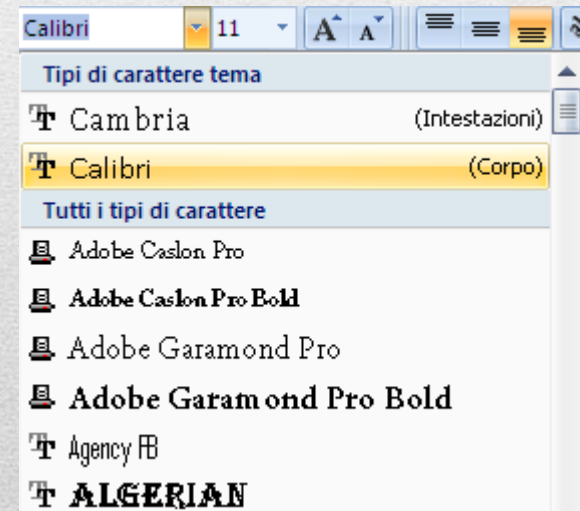 Calibri 11 A A
Tipi di carattere tema
Cambria (Intestazioni)
Calibri (Corpo)
Tutti i tipi di carattere
Adobe Caslon Pro
Adobe Caslon Pro Bold
Adobe Garamond Pro
Adobe Garamond Pro Bold
Agency FB
ALGERIAN